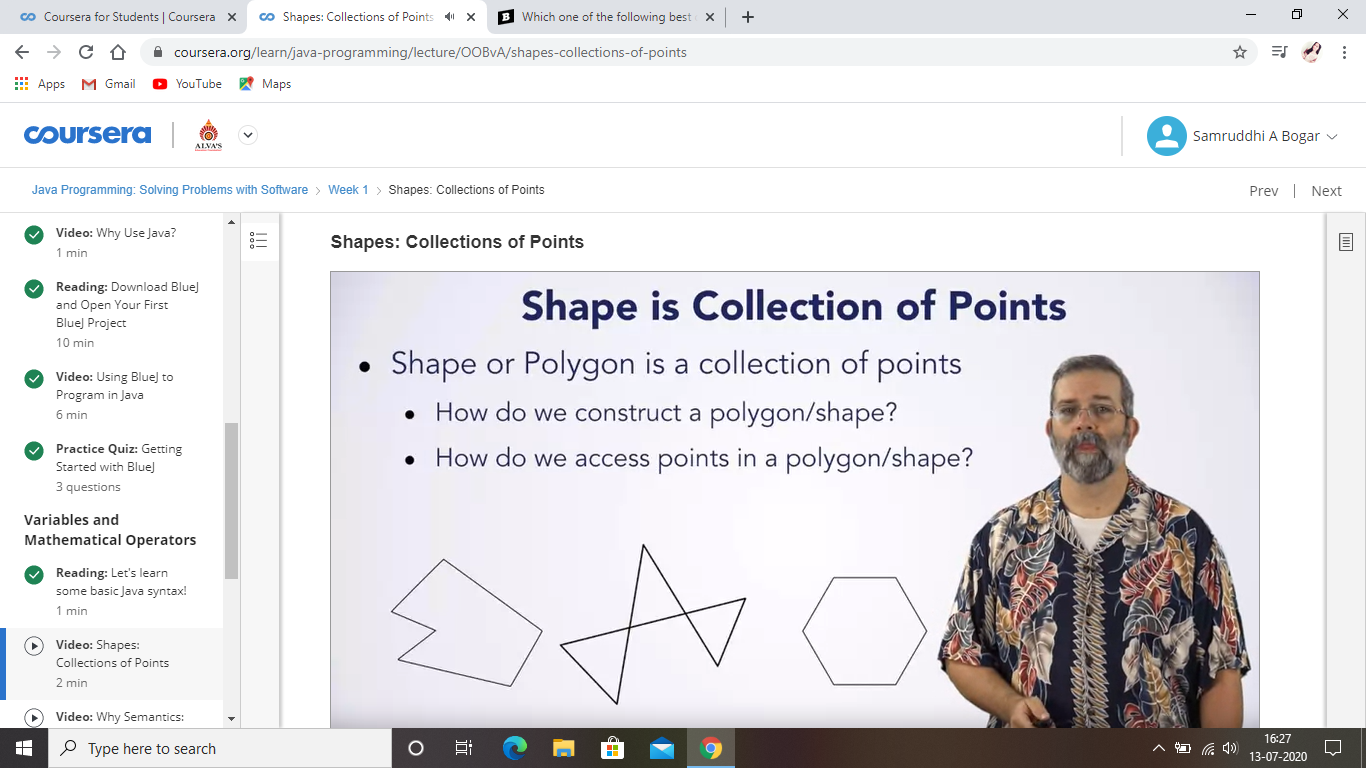 Coursera for Students | Coursera
Shapes: Collections of Points
Which one of the following best
coursera.org/learn/java-programming/lecture/OOBvA/shapes-collections-of-points
Apps
Gmail
YouTube
Maps
coursera
ALVA'S
Samruddhi A Bogar
Java Programming: Solving Problems with Software
Week 1
Shapes: Collections of Points
Prev
Next
Video: Why Use Java?
1 min
Reading: Download BlueJ
and Open Your First
BlueJ Project
10 min
Video: Using BlueJ to
Program in Java
6 min
Practice Quiz: Getting
Started with BlueJ
3 questions
Variables and
Mathematical Operators
Reading: Let's learn
some basic Java syntax!
1 min
Video: Shapes:
Collections of Points
2 min
Video: Why Semantics:
Shapes: Collections of Points
Shape is Collection of Points
• Shape or Polygon is a collection of points
• How do we construct a polygon/shape?
• How do we access points in a polygon/shape?
Type here to search
16:27
13-07-2020